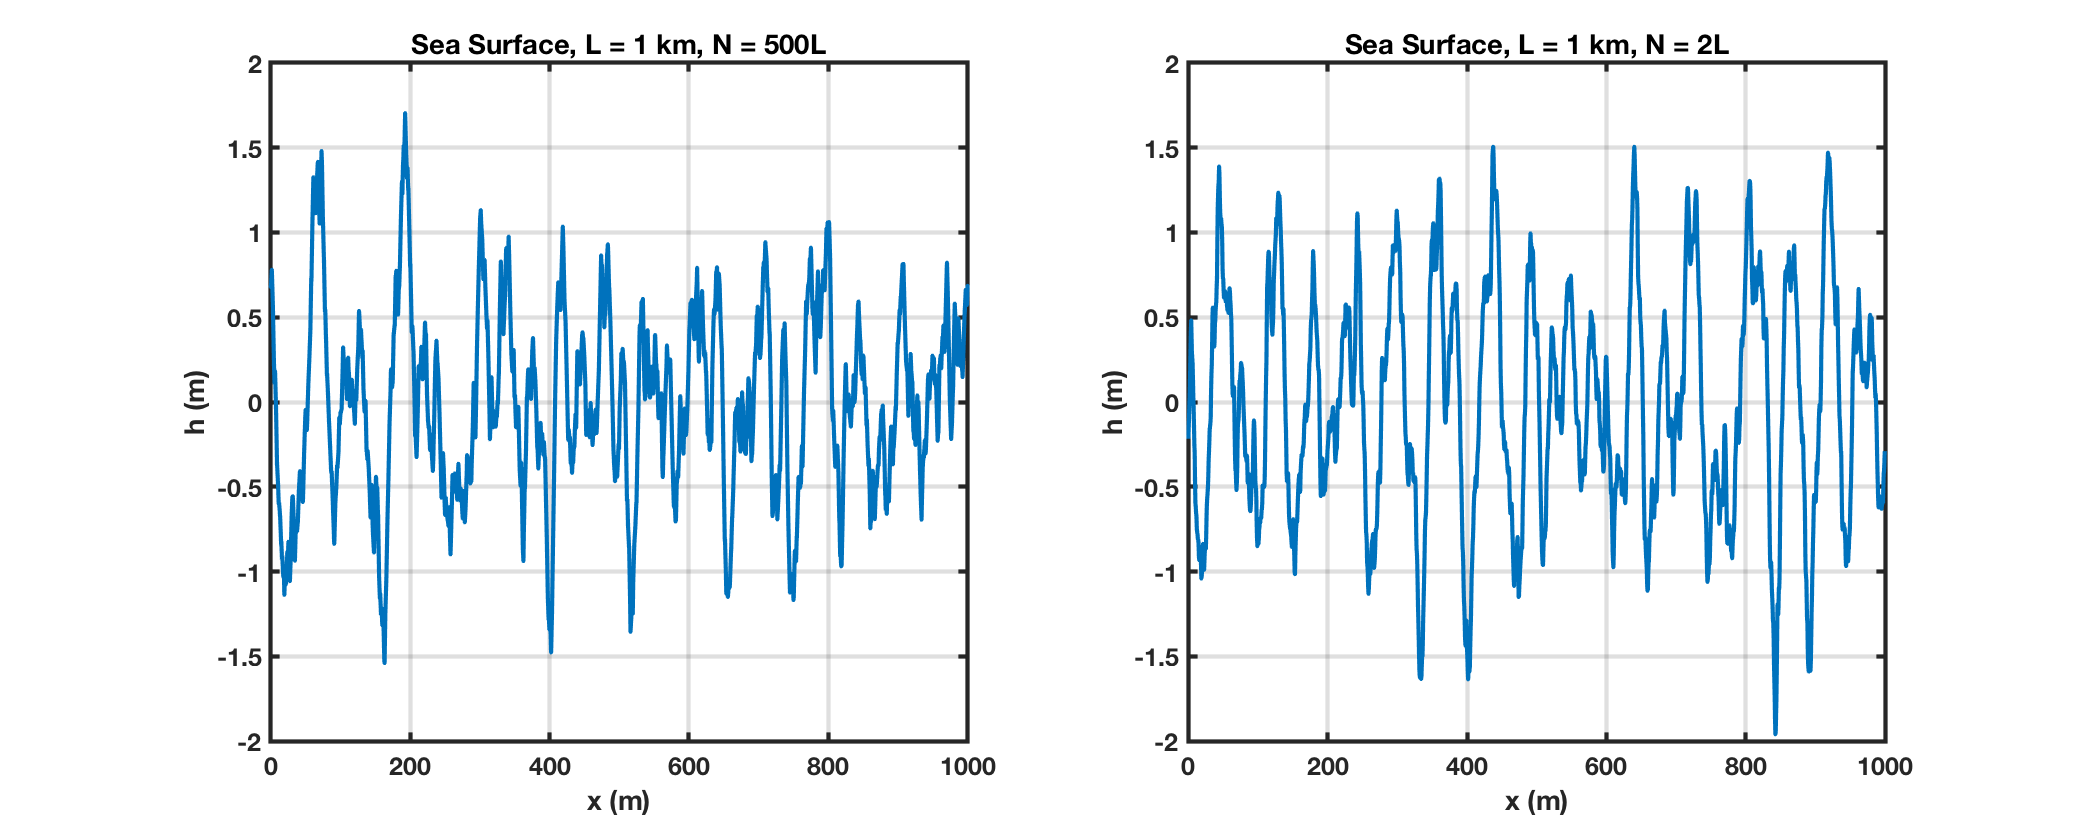 Sea Surface, L = 1 km, N = 500L
2
1.5
1
0.5
0
-0.5
-1
-1.5
-2
h (m)
0 200 400 600 800 1000
x (m)
Sea Surface, L = 1 km, N = 2L
2
1.5
1
0.5
0
-0.5
-1
-1.5
-2
h (m)
0 200 400 600 800 1000
x (m)